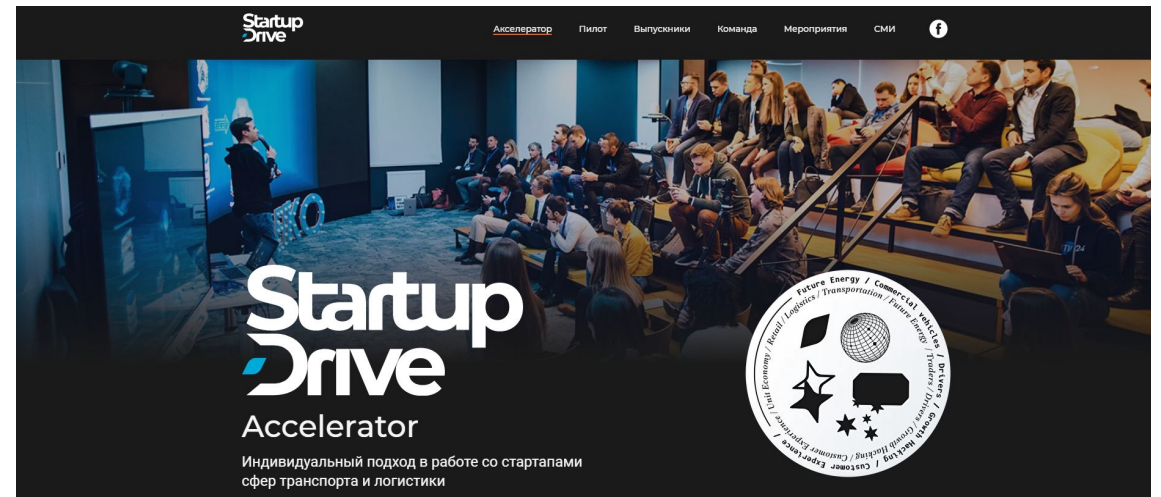 Startup
Drive
Акселератор Пилот Выпускники Команда Мероприятия СМИ
f
KO
Startup
Drive
Accelerator
Индивидуальный подход в работе со стартапами
сфер транспорта и логистики
Future Energy / Commercial vehicles / Drivers / Growth Hacking / Customer Experience /
Unit Economy / Retail / Logistics / Transportation / Future Energy / Traders / Drivers / Growth Hacking / Customer Experience /